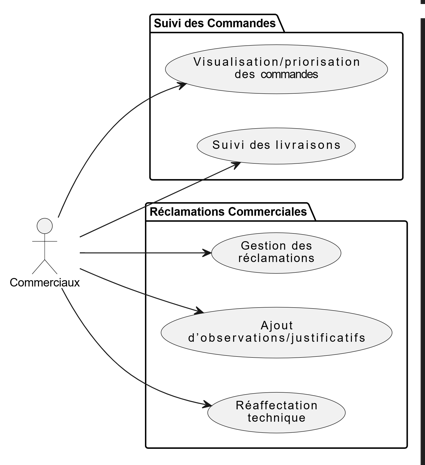 Suivi des Commandes
Visualisation/priorisation
des commandes
Suivi des livraisons
Réclamations Commerciales
Gestion des
réclamations
Commerciaux
Ajout
d'observations/justificatifs
Réaffectation
technique